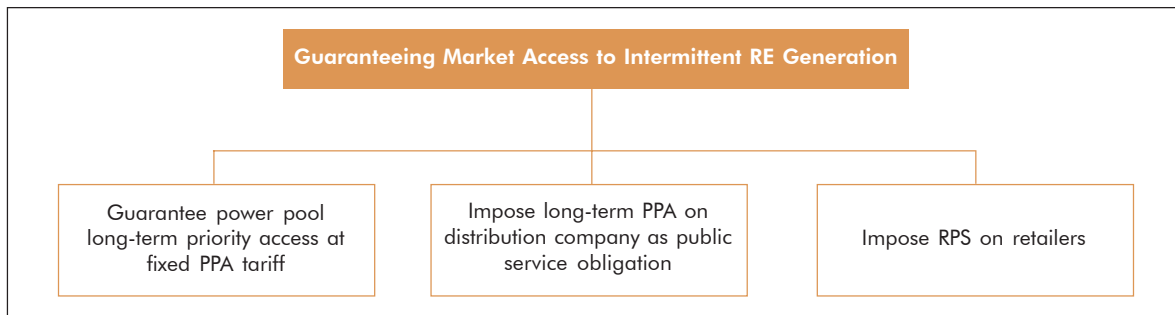 Guaranteeing Market Access to Intermittent RE Generation
Guarantee power pool
long-term priority access at
fixed PPA tariff
Impose long-term PPA on
distribution company as public
service obligation
Impose RPS on retailers